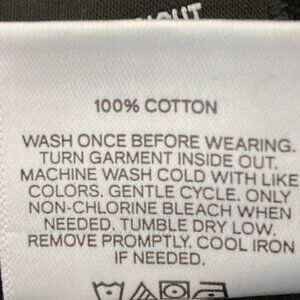 100% COTTON
WASH ONCE BEFORE WEARING.
TURN GARMENT INSIDE OUT.
MACHINE WASH COLD WITH LIKE
COLORS. GENTLE CYCLE. ONLY
NON-CHLORINE BLEACH WHEN
NEEDED. TUMBLE DRY LOW.
REMOVE PROMPTLY. COOL IRON
IF NEEDED.